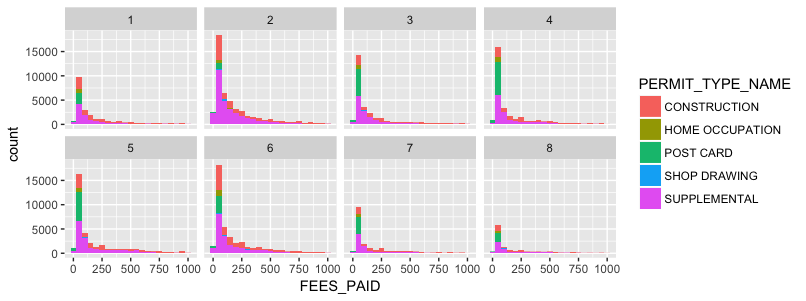 1 2 3 4
15000
10000
5000
0
5 6 7 8
15000
10000
5000
0
0 250 500 750 1000 0 250 500 750 1000 0 250 500 750 1000 0 250 500 750 1000
count
FEES_PAID
PERMIT_TYPE_NAME
CONSTRUCTION
HOME OCCUPATION
POST CARD
SHOP DRAWING
SUPPLEMENTAL